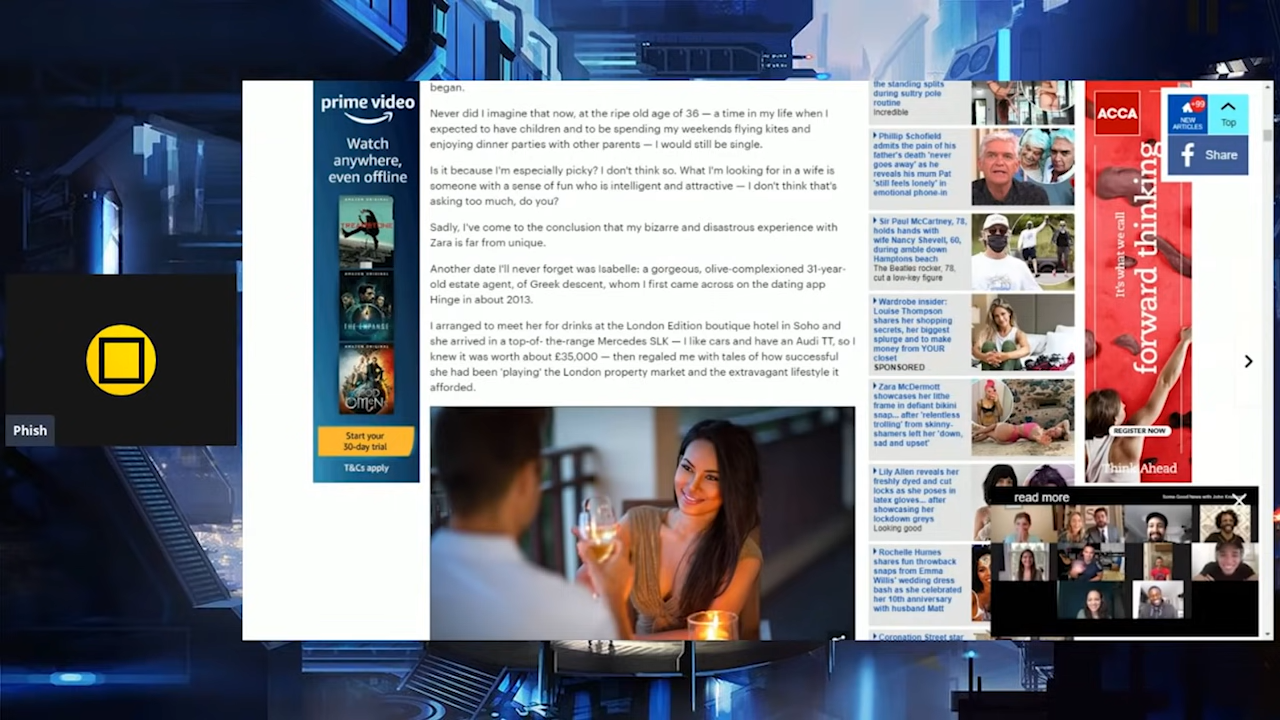 Phish
prime video
Watch
anywhere,
even offline
Start your
30-day trial
T&Cs apply
began.
Never did I imagine that now, at the ripe old age of 36 — a time in my life when I
expected to have children and to be spending my weekends flying kites and
enjoying dinner parties with other parents — I would still be single.
Is it because I'm especially picky? I don't think so. What I'm looking for in a wife is
someone with a sense of fun who is intelligent and attractive — I don't think that's
asking too much, do you?
Sadly, I've come to the conclusion that my bizarre and disastrous experience with
Zara is far from unique.
Another date I'll never forget was Isabelle: a gorgeous, olive-complexioned 31-year-
old estate agent, of Greek descent, whom I first came across on the dating app
Hinge in about 2013.
I arranged to meet her for drinks at the London Edition boutique hotel in Soho and
she arrived in a top-of- the-range Mercedes SLK — I like cars and have an Audi TT, so I
knew it was worth about £35,000 — then regaled me with tales of how successful
she had been 'playing' the London property market and the extravagant lifestyle it
afforded.
the standing splits
during sultry pole
routine
Incredible
Phillip Schofield
admits the pain of his
father's death 'never
goes away' as he
reveals his mum Pat
'still feels lonely' in
emotional phone-in
Sir Paul McCartney, 78,
holds hands with
wife Nancy Shevell, 60,
during amble down
Hamptons beach
The Beatles rocker, 78,
cut a low-key figure
Wardrobe insider:
Louise Thompson
shares her shopping
secrets, her biggest
splurge and to make
money from YOUR
closet
SPONSORED
Zara McDermott
showcases her lithe
frame in defiant bikini
snap... after 'relentless
trolling' from skinny-
shamers left her 'down,
sad and upset'
Lily Allen reveals her
freshly dyed and cut
locks as she poses in
latex gloves... after
showcasing her
lockdown greys
Looking good
Rochelle Humes
shares fun throwback
snaps from Emma
Willis' wedding dress
bash as she celebrated
her 10th anniversary
with husband Matt
Coronation Street star
ACCA
It's what we call
forward thinking
REGISTER NOW
Think Ahead
+99
NEW
ARTICLES
Top
Share
read more